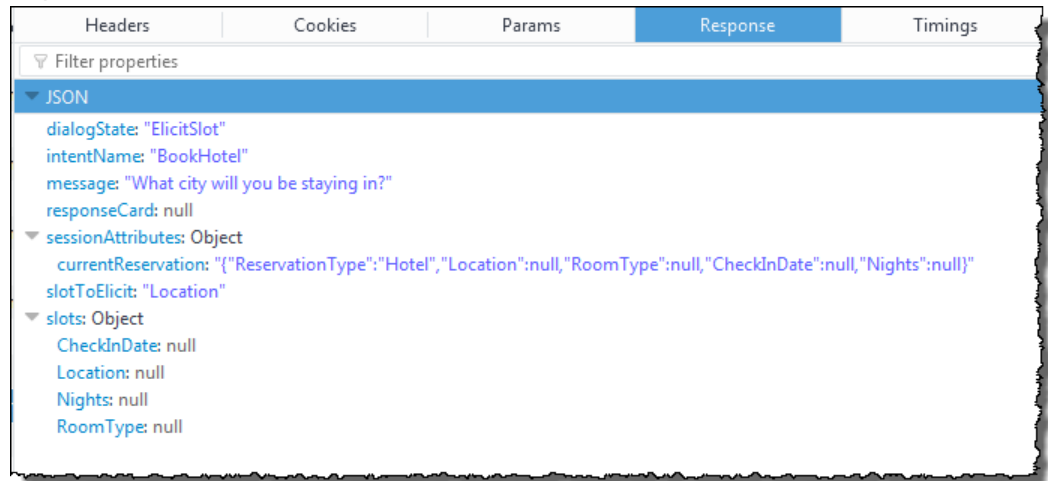 Headers Cookies Params Response Timings
Filter properties
JSON
dialogState: "ElicitSlot"
intentName: "BookHotel"
message: "What city will you be staying in?"
responseCard: null
sessionAttributes: Object
currentReservation: "{"ReservationType":"Hotel","Location":null,"RoomType":null,"CheckInDate":null,"Nights":null}"
slotToElicit: "Location"
slots: Object
CheckInDate: null
Location: null
Nights: null
RoomType: null